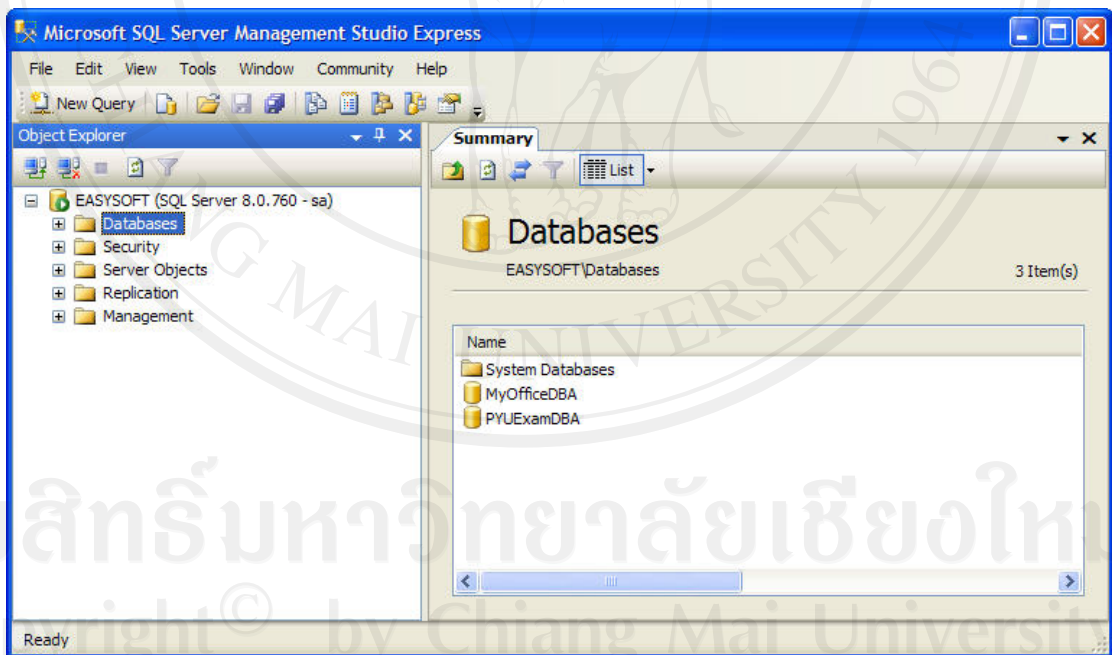 Microsoft SQL Server Management Studio Express
File Edit View Tools Window Community Help
New Query
Object Explorer
Summary
List
EASYSOFT (SQL Server 8.0.760 - sa)
Databases
Security
Server Objects
Replication
Management
Databases
EASYSOFT\Databases
3 Item(s)
Name
System Databases
MyOfficeDBA
PYUExamDBA
Ready
MAI UNIVERSITY 1964
สิทธิ์มหาวิทยาลัยเชียงใหม่
© by Chiang Mai University